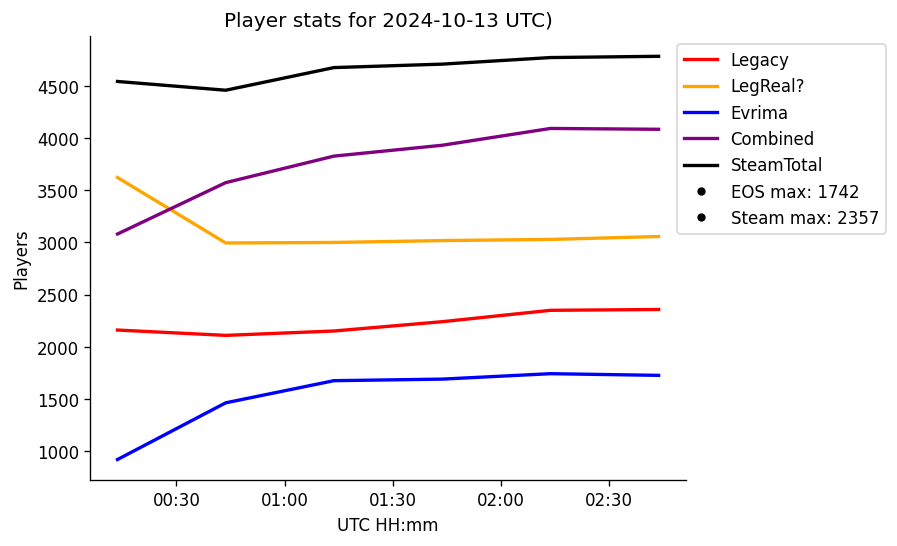 Player stats for 2024-10-13 UTC)
Legacy
LegReal?
Evrima
Combined
SteamTotal
EOS max: 1742
Steam max: 2357
Players
4500
4000
3500
3000
2500
2000
1500
1000
00:30 01:00 01:30 02:00 02:30
UTC HH:mm